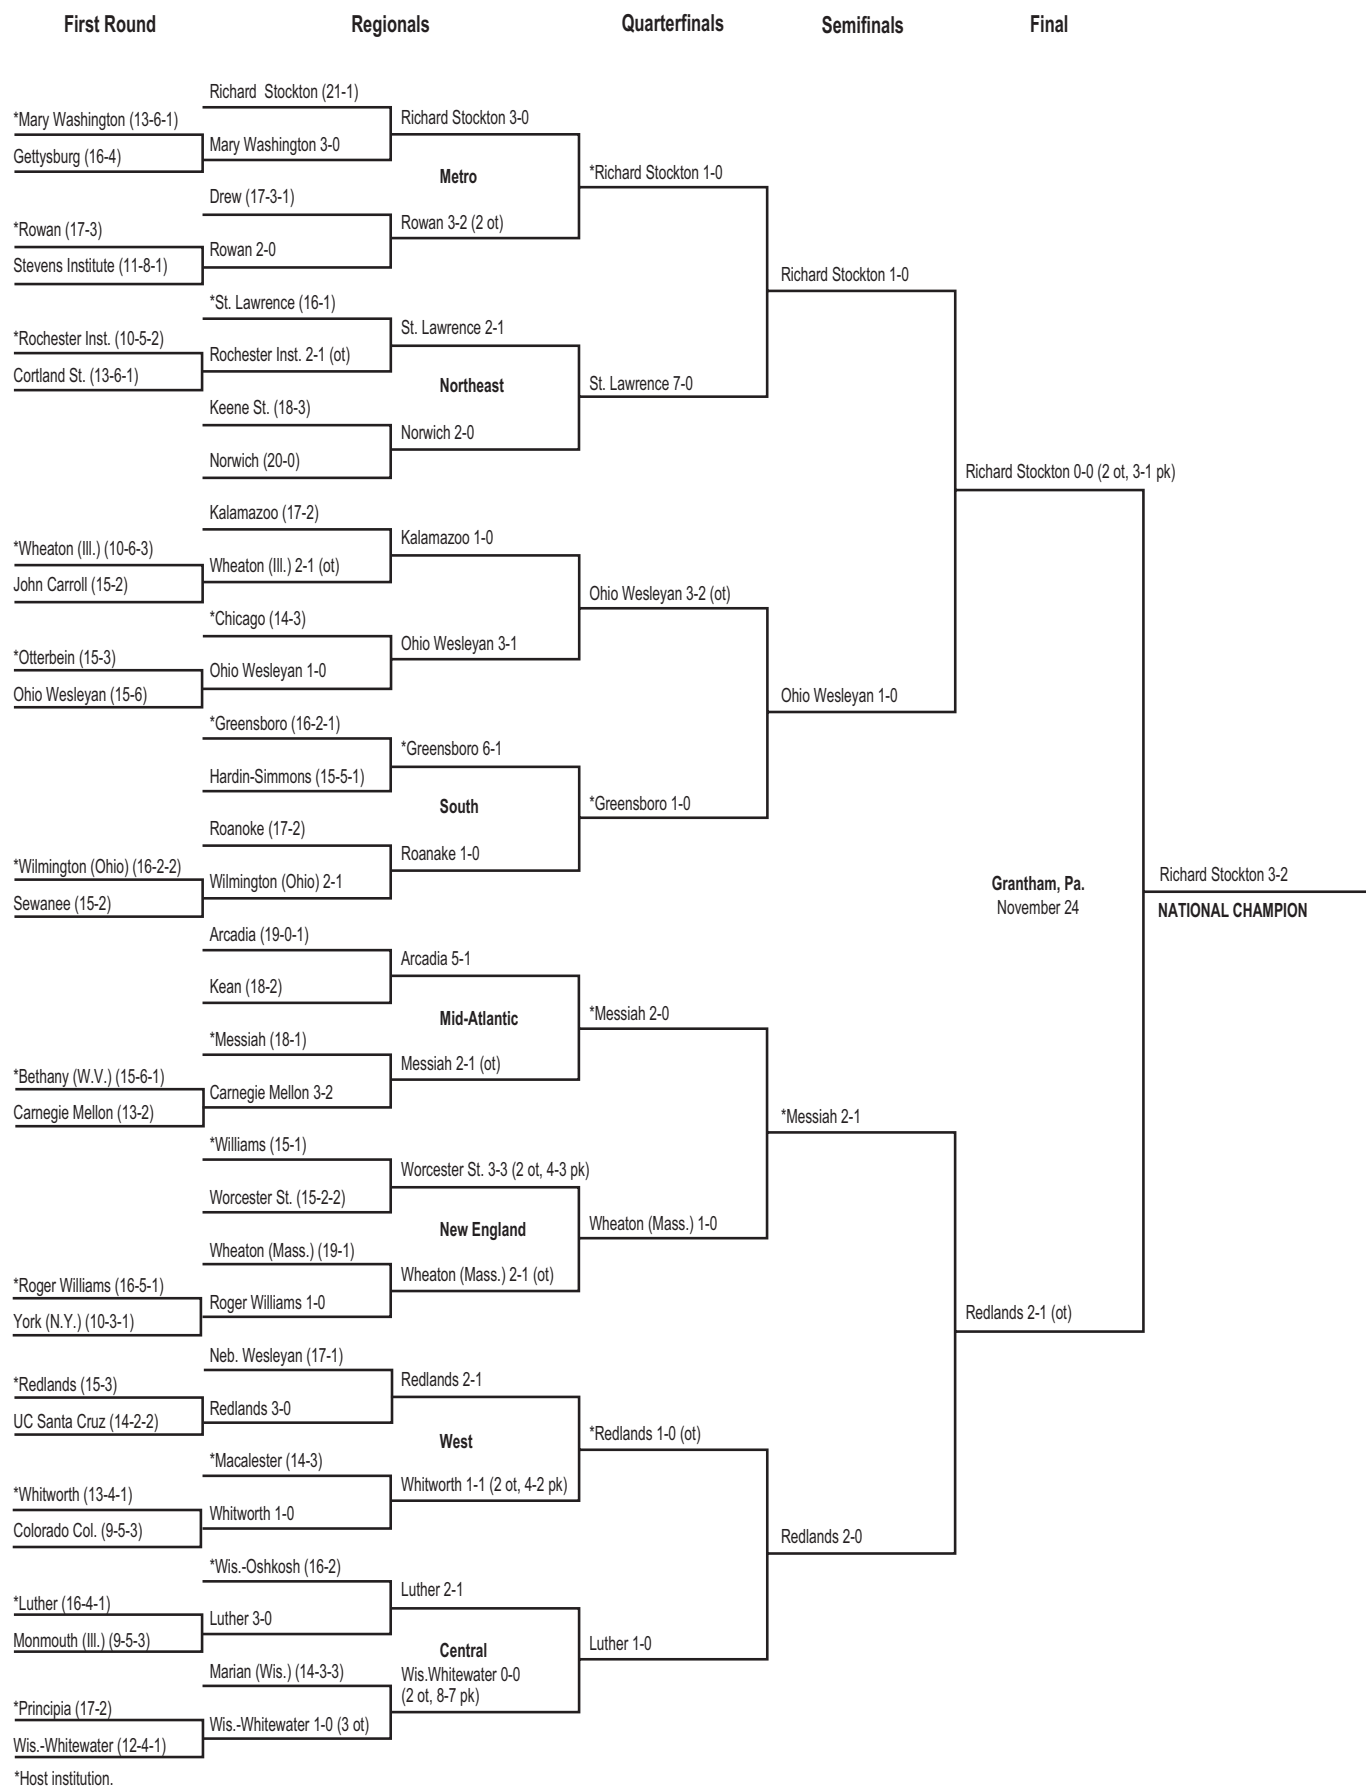 First Round
Regionals
Quarterfinals
Semifinals
Final
Richard Stockton (21-1)
*Mary Washington (13-6-1)
Richard Stockton 3-0
Mary Washington 3-0
Gettysburg (16-4)
Metro
*Richard Stockton 1-0
Drew (17-3-1)
Rowan 3-2 (2 ot)
*Rowan (17-3)
Rowan 2-0
Stevens Institute (11-8-1)
Richard Stockton 1-0
*St. Lawrence (16-1)
St. Lawrence 2-1
*Rochester Inst. (10-5-2)
Rochester Inst. 2-1 (ot)
Cortland St. (13-6-1)
Northeast
St. Lawrence 7-0
Keene St. (18-3)
Norwich 2-0
Norwich (20-0)
Richard Stockton 0-0 (2 ot, 3-1 pk)
Kalamazoo (17-2)
Kalamazoo 1-0
*Wheaton (Ill.) (10-6-3)
Wheaton (Ill.) 2-1 (ot)
John Carroll (15-2)
Ohio Wesleyan 3-2 (ot)
*Chicago (14-3)
Ohio Wesleyan 3-1
*Otterbein (15-3)
Ohio Wesleyan 1-0
Ohio Wesleyan (15-6)
Ohio Wesleyan 1-0
*Greensboro (16-2-1)
*Greensboro 6-1
Hardin-Simmons (15-5-1)
South
*Greensboro 1-0
Roanoke (17-2)
Roanake 1-0
*Wilmington (Ohio) (16-2-2)
Wilmington (Ohio) 2-1
Sewanee (15-2)
Grantham, Pa.
November 24
Richard Stockton 3-2
NATIONAL CHAMPION
Arcadia (19-0-1)
Arcadia 5-1
Kean (18-2)
Mid-Atlantic
*Messiah 2-0
*Messiah (18-1)
Messiah 2-1 (ot)
*Bethany (W.V.) (15-6-1)
Carnegie Mellon 3-2
Carnegie Mellon (13-2)
*Messiah 2-1
*Williams (15-1)
Worcester St. 3-3 (2 ot, 4-3 pk)
Worcester St. (15-2-2)
New England
Wheaton (Mass.) 1-0
Wheaton (Mass.) (19-1)
Wheaton (Mass.) 2-1 (ot)
*Roger Williams (16-5-1)
Roger Williams 1-0
York (N.Y.) (10-3-1)
Redlands 2-1 (ot)
Neb. Wesleyan (17-1)
Redlands 2-1
*Redlands (15-3)
Redlands 3-0
UC Santa Cruz (14-2-2)
West
*Redlands 1-0 (ot)
*Macalester (14-3)
Whitworth 1-1 (2 ot, 4-2 pk)
*Whitworth (13-4-1)
Whitworth 1-0
Colorado Col. (9-5-3)
Redlands 2-0
*Wis.-Oshkosh (16-2)
Luther 2-1
*Luther (16-4-1)
Luther 3-0
Monmouth (Ill.) (9-5-3)
Central
Luther 1-0
Marian (Wis.) (14-3-3)
Wis.Whitewater 0-0
(2 ot, 8-7 pk)
*Principia (17-2)
Wis.-Whitewater 1-0 (3 ot)
Wis.-Whitewater (12-4-1)
*Host institution.